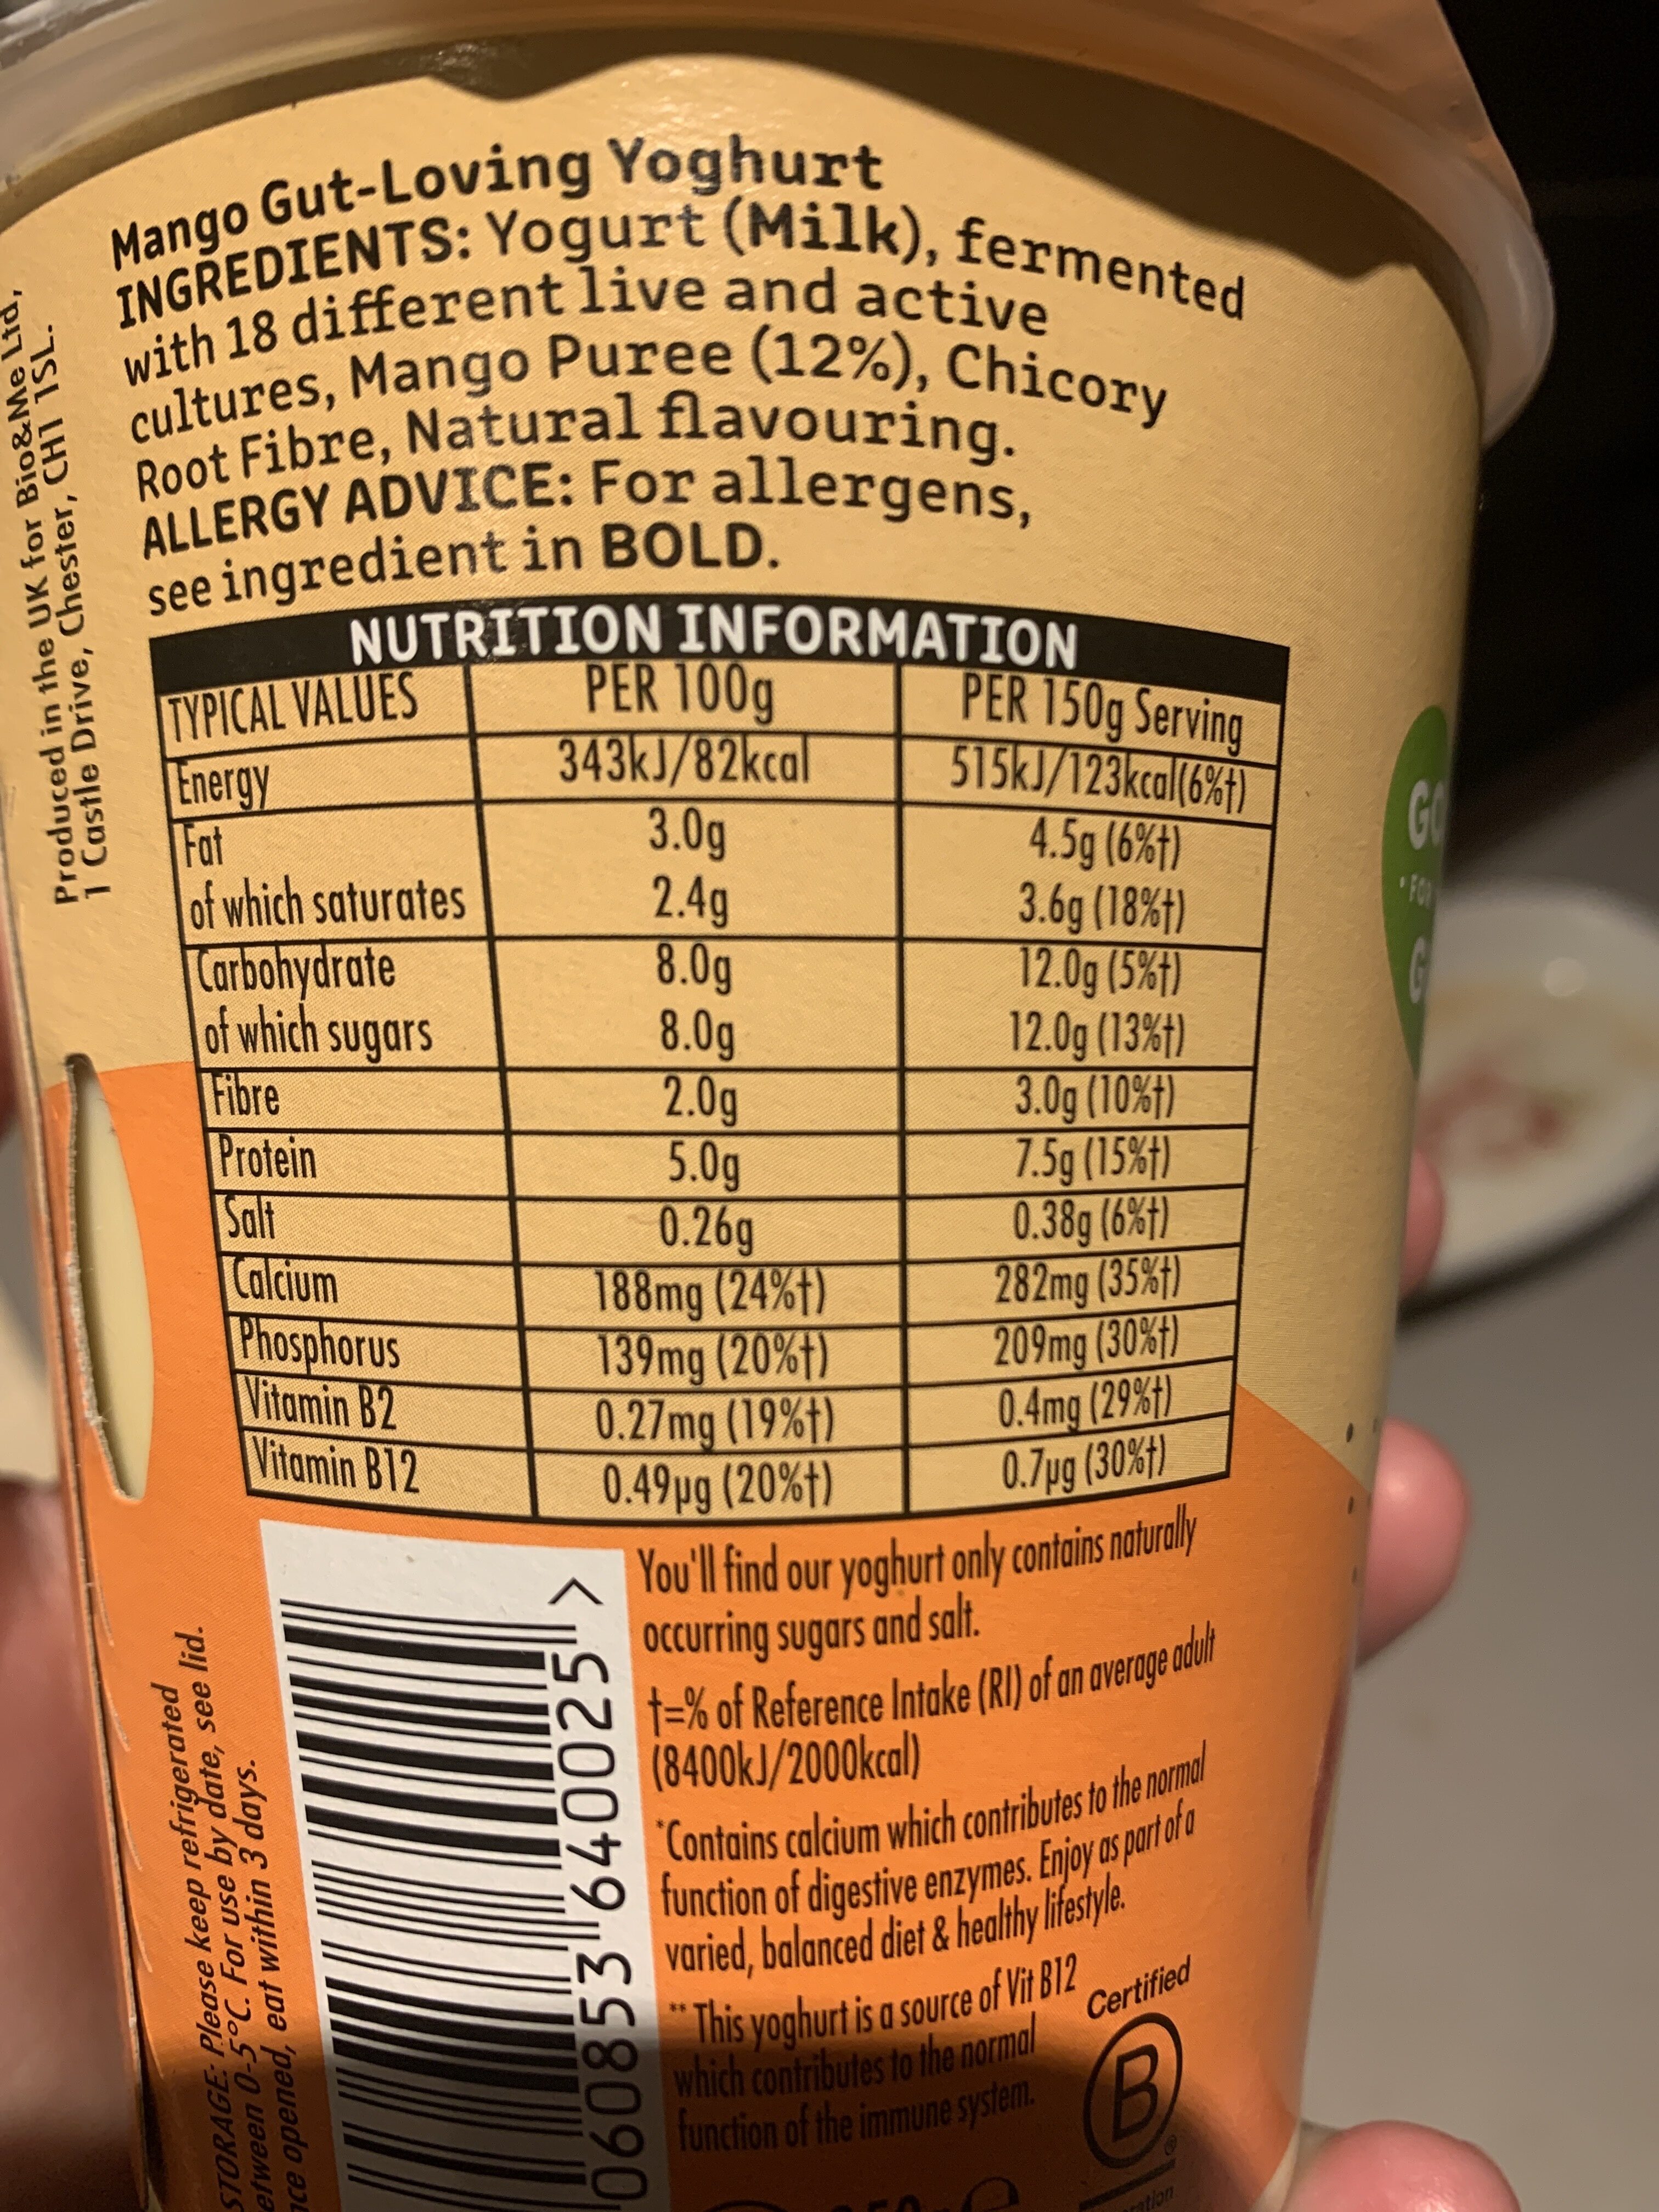 Produced in the UK for Bio&Me Ltd,
1 Castle Drive, Chester, CH1 1SL.
Mango Gut-Loving Yoghurt
INGREDIENTS: Yogurt (Milk), fermented
with 18 different live and active
cultures, Mango Puree (12%), Chicory
Root Fibre, Natural flavouring.
ALLERGY ADVICE: For allergens,
see ingredient in BOLD.
NUTRITION INFORMATION
TYPICAL VALUES PER 100g PER 150g Serving
Energy 343kJ/82kcal 515kJ/123kcal(6%†)
Fat 3.0g 4.5g (6%†)
of which saturates 2.4g 3.6g (18%†)
Carbohydrate 8.0g 12.0g (5%†)
of which sugars 8.0g 12.0g (13%†)
Fibre 2.0g 3.0g (10%†)
Protein 5.0g 7.5g (15%†)
Salt 0.26g 0.38g (6%†)
Calcium 188mg (24%†) 282mg (35%†)
Phosphorus 139mg (20%†) 209mg (30%†)
Vitamin B2 0.27mg (19%†) 0.4mg (29%†)
Vitamin B12 0.49µg (20%†) 0.7µg (30%†)
STORAGE: Please keep refrigerated
0-5°C. For use by date, see lid.
opened, eat within 3 days.
0 60853 640025 >
You'll find our yoghurt only contains naturally
occurring sugars and salt.
†=% of Reference Intake (RI) of an average adult
(8400kJ/2000kcal)
*Contains calcium which contributes to the normal
function of digestive enzymes. Enjoy as part of a
varied, balanced diet & healthy lifestyle.
**This yoghurt is a source of Vit B12
which contributes to the normal
function of the immune system.
Certified
B